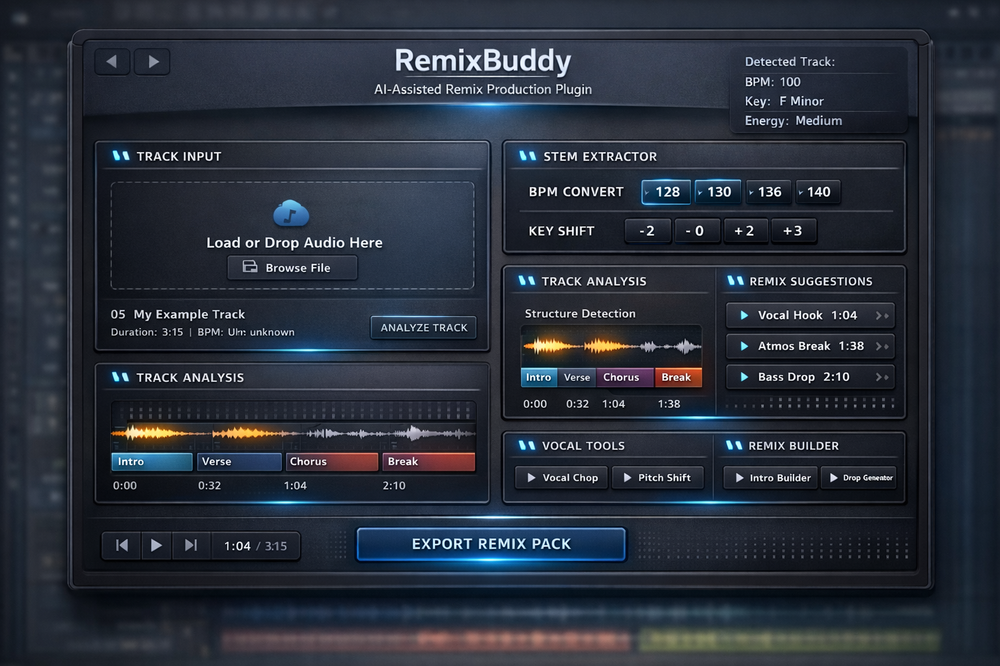 RemixBuddy
AI-Assisted Remix Production Plugin
Detected Track:
BPM: 100
Key: F Minor
Energy: Medium
TRACK INPUT
Load or Drop Audio Here
Browse File
05 My Example Track
Duration: 3:15 | BPM: unknown
ANALYZE TRACK
TRACK ANALYSIS
Intro Verse Chorus Break
0:00 0:32 1:04 2:10
STEM EXTRACTOR
BPM CONVERT 128 130 136 140
KEY SHIFT -2 - 0 +2 +3
TRACK ANALYSIS
Structure Detection
Intro Verse Chorus Break
0:00 0:32 1:04 1:38
REMIX SUGGESTIONS
Vocal Hook 1:04
Atmos Break 1:38
Bass Drop 2:10
VOCAL TOOLS
Vocal Chop Pitch Shift
REMIX BUILDER
Intro Builder Drop
1:04 / 3:15
EXPORT REMIX PACK